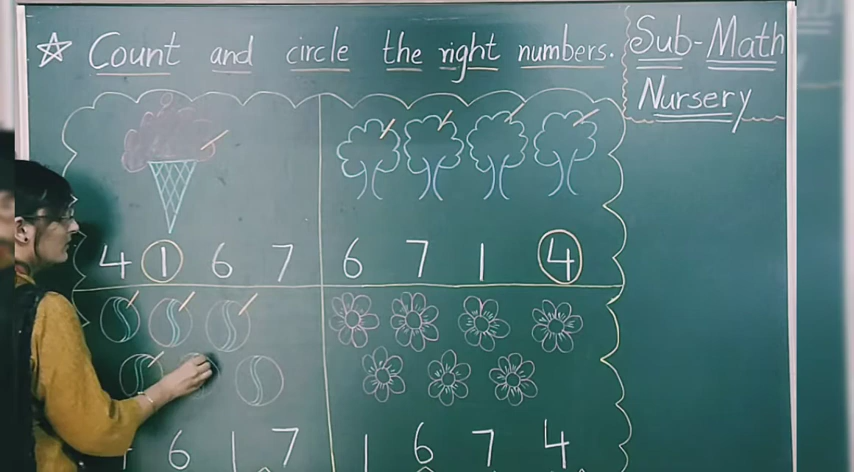 ☆ Count and circle the right numbers.
Sub-Math
Nursery
4 1 6 7
6 7 1 4
6 1 7
1 6 7 4